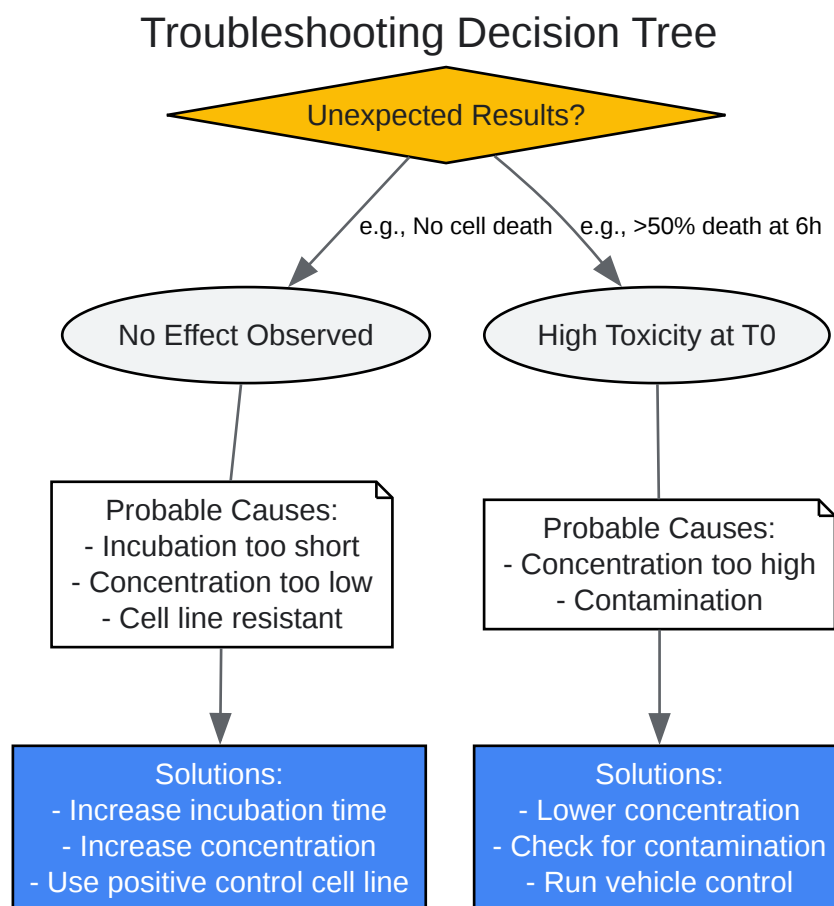 Troubleshooting Decision Tree
Unexpected Results?
e.g., No cell death
e.g., >50% death at 6h
No Effect Observed
High Toxicity at T0
Probable Causes:
- Incubation too short
- Concentration too low
- Cell line resistant
Probable Causes:
- Concentration too high
- Contamination
Solutions:
- Increase incubation time
- Increase concentration
- Use positive control cell line
Solutions:
- Lower concentration
- Check for contamination
- Run vehicle control